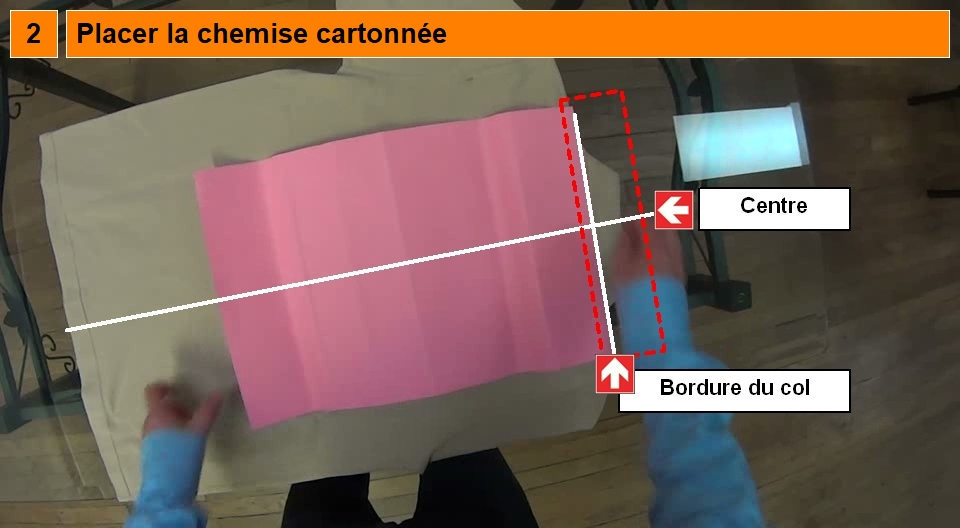 2
Placer la chemise cartonnée
Centre
Bordure du col